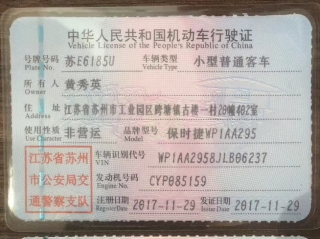 中华人民共和国机动车行驶证
Vehicle License of the People's Republic of China
号牌号码 苏E6185U 车辆类型 小型普通客车
Plate No. Vehicle Type
所有人 黄秀英
Owner
住址 江苏省苏州市工业园区跨塘镇古楼一村28幢402室
Address
使用性质 非营运 品牌型号 保时捷WP1AA295
Use Character Model
江苏省苏州市公安局交通警察支队
车辆识别代号 WP1AA2958JLB06237
VIN
发动机号码 CYP085159
Engine No.
注册日期 2017-11-29 发证日期 2017-11-29
Register Date Issue Date